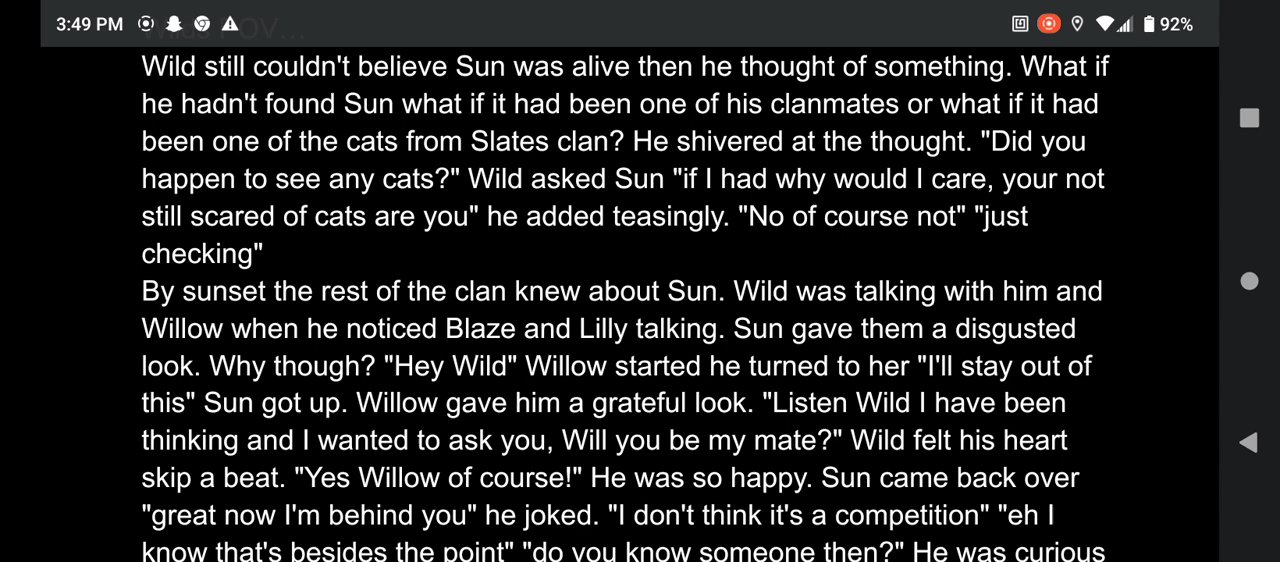 3:49 PM 92%
Wild still couldn't believe Sun was alive then he thought of something. What if
he hadn't found Sun what if it had been one of his clanmates or what if it had
been one of the cats from Slates clan? He shivered at the thought. "Did you
happen to see any cats?" Wild asked Sun "if I had why would I care, your not
still scared of cats are you" he added teasingly. "No of course not" "just
checking"
By sunset the rest of the clan knew about Sun. Wild was talking with him and
Willow when he noticed Blaze and Lilly talking. Sun gave them a disgusted
look. Why though? "Hey Wild" Willow started he turned to her "I'll stay out of
this" Sun got up. Willow gave him a grateful look. "Listen Wild I have been
thinking and I wanted to ask you, Will you be my mate?" Wild felt his heart
skip a beat. "Yes Willow of course!" He was so happy. Sun came back over
"great now I'm behind you" he joked. "I don't think it's a competition" "eh I
know that's besides the point" "do you know someone then?" He was curious